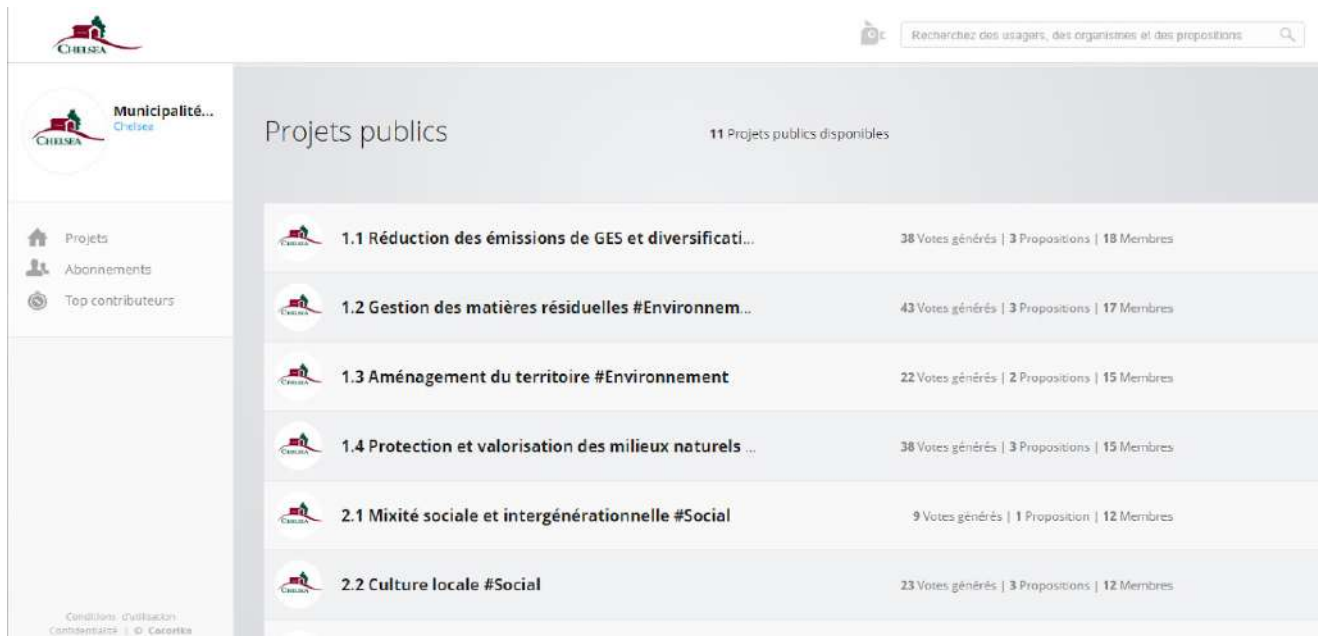 CHELSEA
Recherchez des usagers, des organismes et des propositions
CHELSEA
Municipalité...
Chelsea
Projets
Abonnements
Top contributeurs
Projets publics
11 Projets publics disponibles
1.1 Réduction des émissions de GES et diversificati...
38 Votes générés | 3 Propositions | 18 Membres
1.2 Gestion des matières résiduelles #Environnem...
43 Votes générés | 3 Propositions | 17 Membres
1.3 Aménagement du territoire #Environnement
22 Votes générés | 2 Propositions | 15 Membres
1.4 Protection et valorisation des milieux naturels ...
38 Votes générés | 3 Propositions | 15 Membres
2.1 Mixité sociale et intergénérationnelle #Social
9 Votes générés | 1 Proposition | 12 Membres
2.2 Culture locale #Social
23 Votes générés | 3 Propositions | 12 Membres
Conditions d'utilisation
Confidentialité | © Cocoriko